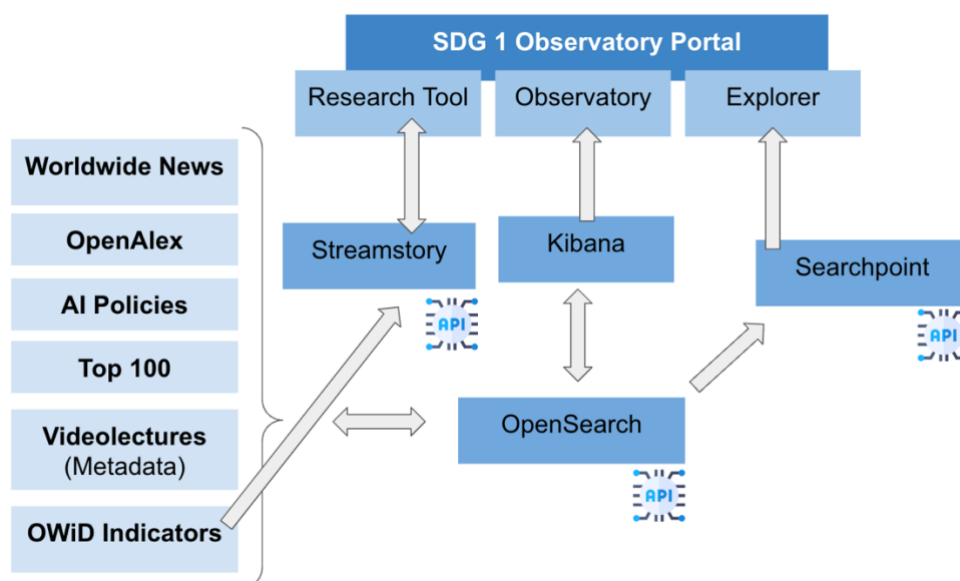 SDG 1 Observatory Portal
Research Tool
Observatory
Explorer
Worldwide News
OpenAlex
AI Policies
Top 100
Videolectures
(Metadata)
OWiD Indicators
Streamstory
API
Kibana
Searchpoint
API
OpenSearch
API